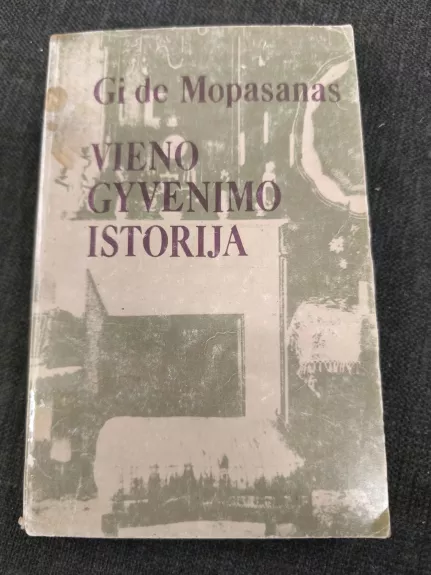 Gi de Mopasanas
VIENO
GYVENIMO
ISTORIJA